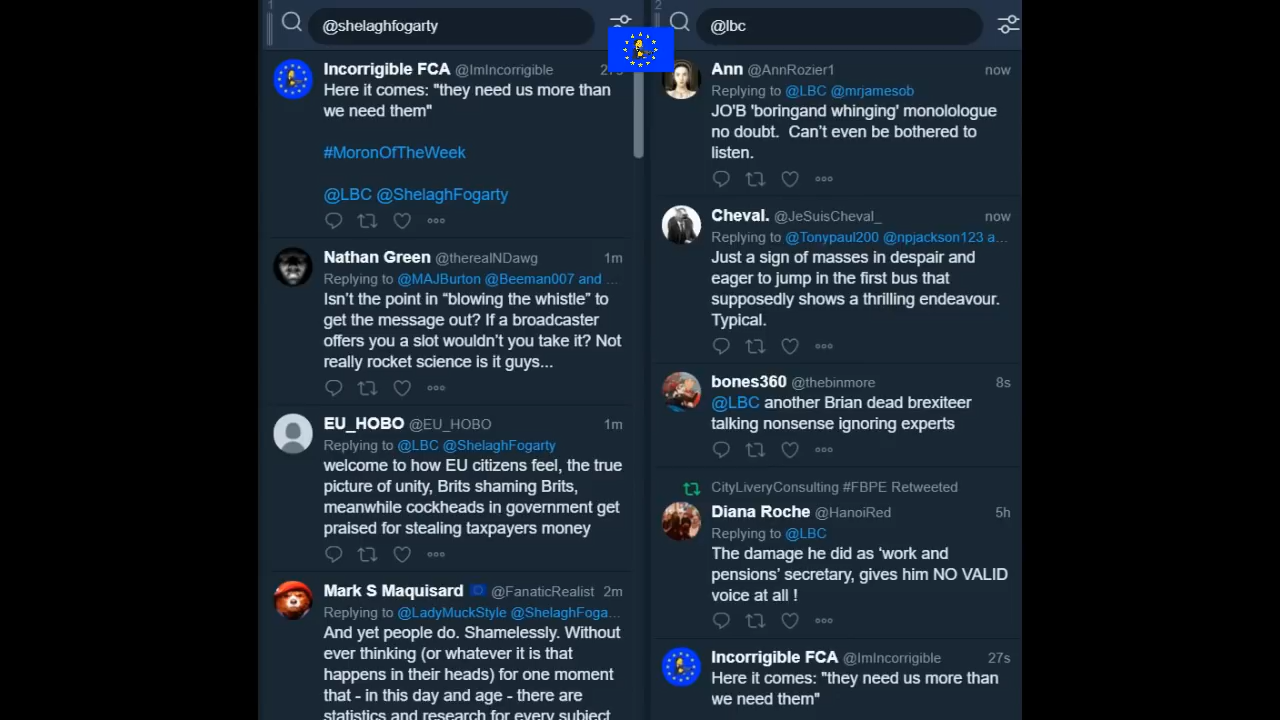 1
@shelaghfogarty
Incorrigible FCA @ImIncorrigible 27s
Here it comes: "they need us more than
we need them"
#MoronOfTheWeek
@LBC @ShelaghFogarty
Nathan Green @therealNDawg 1m
Replying to @MAJBurton @Beeman007 and ...
Isn’t the point in “blowing the whistle” to
get the message out? If a broadcaster
offers you a slot wouldn’t you take it? Not
really rocket science is it guys...
EU_HOBO @EU_HOBO 1m
Replying to @LBC @ShelaghFogarty
welcome to how EU citizens feel, the true
picture of unity, Brits shaming Brits,
meanwhile cockheads in government get
praised for stealing taxpayers money
Mark S Maquisard @FanaticRealist 2m
Replying to @LadyMuckStyle @ShelaghFoga...
And yet people do. Shamelessly. Without
ever thinking (or whatever it is that
happens in their heads) for one moment
that - in this day and age - there are
statistics and research for every subject
2
@lbc
Ann @AnnRozier1 now
Replying to @LBC @mrjamesob
JO'B 'boringand whinging' monolologue
no doubt. Can’t even be bothered to
listen.
Cheval. @JeSuisCheval_ now
Replying to @Tonypaul200 @npjackson123 a...
Just a sign of masses in despair and
eager to jump in the first bus that
supposedly shows a thrilling endeavour.
Typical.
bones360 @thebinmore 8s
@LBC another Brian dead brexiteer
talking nonsense ignoring experts
CityLiveryConsulting #FBPE Retweeted
Diana Roche @HanoiRed 5h
Replying to @LBC
The damage he did as ‘work and
pensions’ secretary, gives him NO VALID
voice at all !
Incorrigible FCA @ImIncorrigible 27s
Here it comes: "they need us more than
we need them"